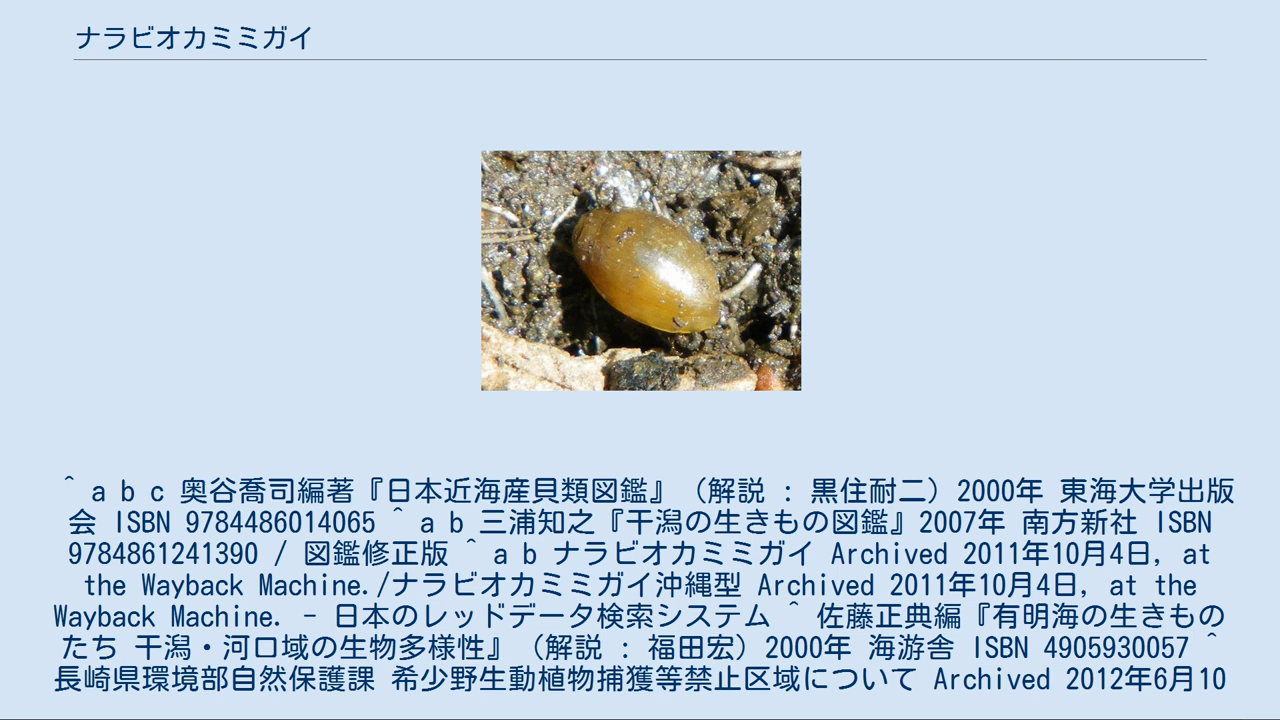 ナラビオカミミガイ
^ a b c 奥谷喬司編著『日本近海産貝類図鑑』（解説 : 黒住耐二）2000年 東海大学出版
会 ISBN 9784486014065 ^ a b 三浦知之『干潟の生きもの図鑑』2007年 南方新社 ISBN
9784861241390 / 図鑑修正版 ^ a b ナラビオカミミガイ Archived 2011年10月4日, at
the Wayback Machine./ナラビオカミミガイ沖縄型 Archived 2011年10月4日, at the
Wayback Machine. - 日本のレッドデータ検索システム ^ 佐藤正典編『有明海の生きもの
たち 干潟・河口域の生物多様性』（解説 : 福田宏）2000年 海游舎 ISBN 4905930057 ^
長崎県環境部自然保護課 希少野生動植物捕獲等禁止区域について Archived 2012年6月10